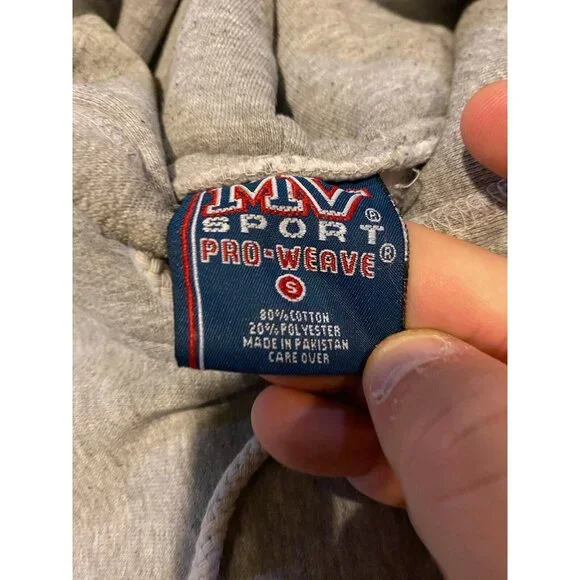 MV®
SPORT
PRO-WEAVE®
S
80% COTTON
20% POLYESTER
MADE IN PAKISTAN
CARE OVER